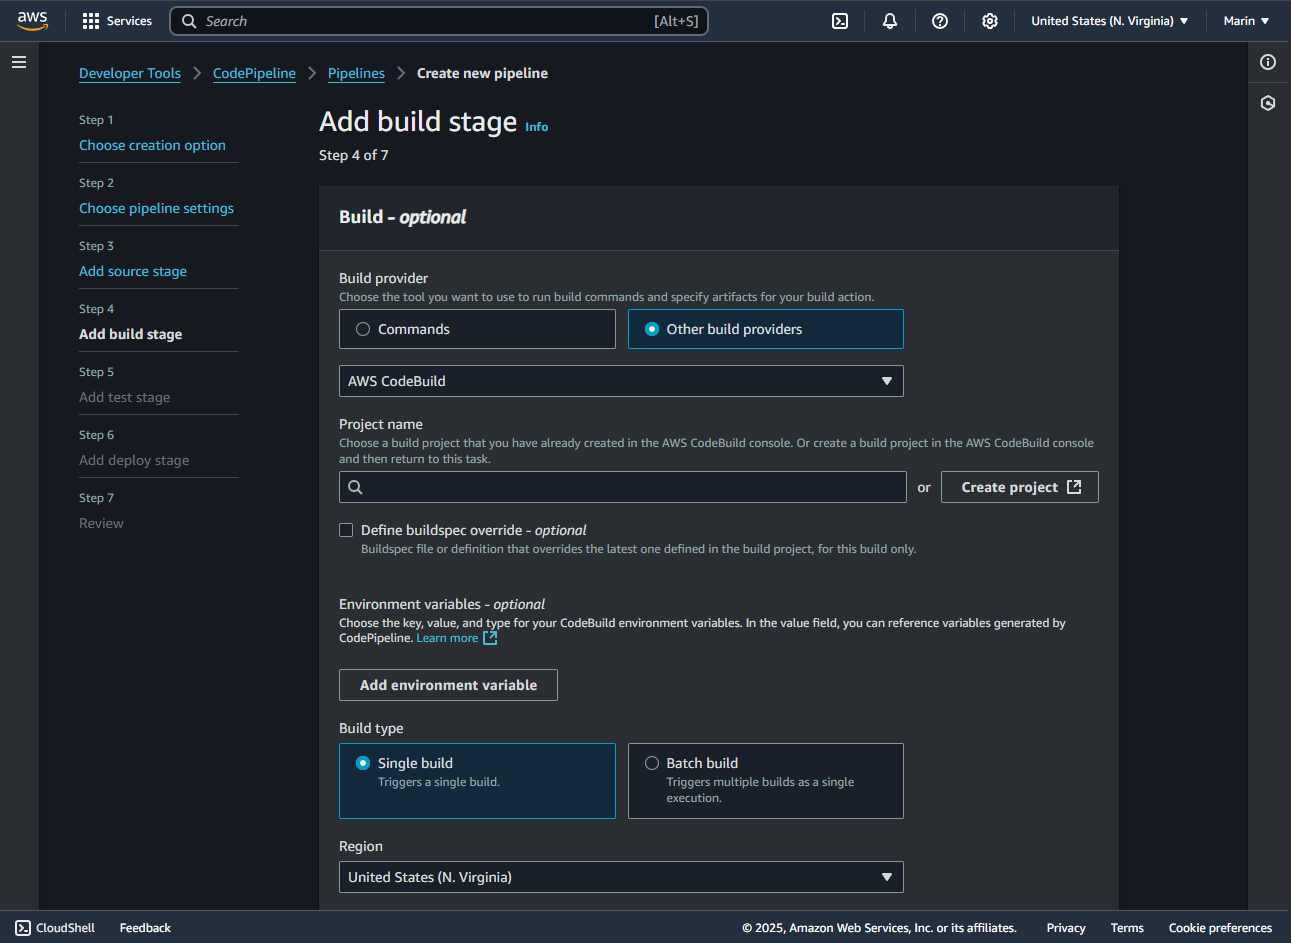 aws
Services
Search
[Alt+S]
United States (N. Virginia)
Marin
Developer Tools
CodePipeline
Pipelines
Create new pipeline
Step 1
Choose creation option
Step 2
Choose pipeline settings
Step 3
Add source stage
Step 4
Add build stage
Step 5
Add test stage
Step 6
Add deploy stage
Step 7
Review
Add build stage Info
Step 4 of 7
Build - optional
Build provider
Choose the tool you want to use to run build commands and specify artifacts for your build action.
Commands
Other build providers
AWS CodeBuild
Project name
Choose a build project that you have already created in the AWS CodeBuild console. Or create a build project in the AWS CodeBuild console
and then return to this task.
or
Create project
Define buildspec override - optional
Buildspec file or definition that overrides the latest one defined in the build project, for this build only.
Environment variables - optional
Choose the key, value, and type for your CodeBuild environment variables. In the value field, you can reference variables generated by
CodePipeline. Learn more
Add environment variable
Build type
Single build
Triggers a single build.
Batch build
Triggers multiple builds as a single
execution.
Region
United States (N. Virginia)
CloudShell
Feedback
© 2025, Amazon Web Services, Inc. or its affiliates.
Privacy
Terms
Cookie preferences